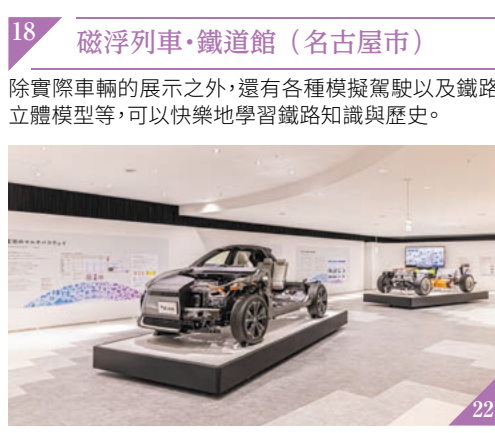 18
磁浮列車・鐵道館（名古屋市）
除實際車輛的展示之外，還有各種模擬駕駛以及鐵路
立體模型等，可以快樂地學習鐵路知識與歷史。
22